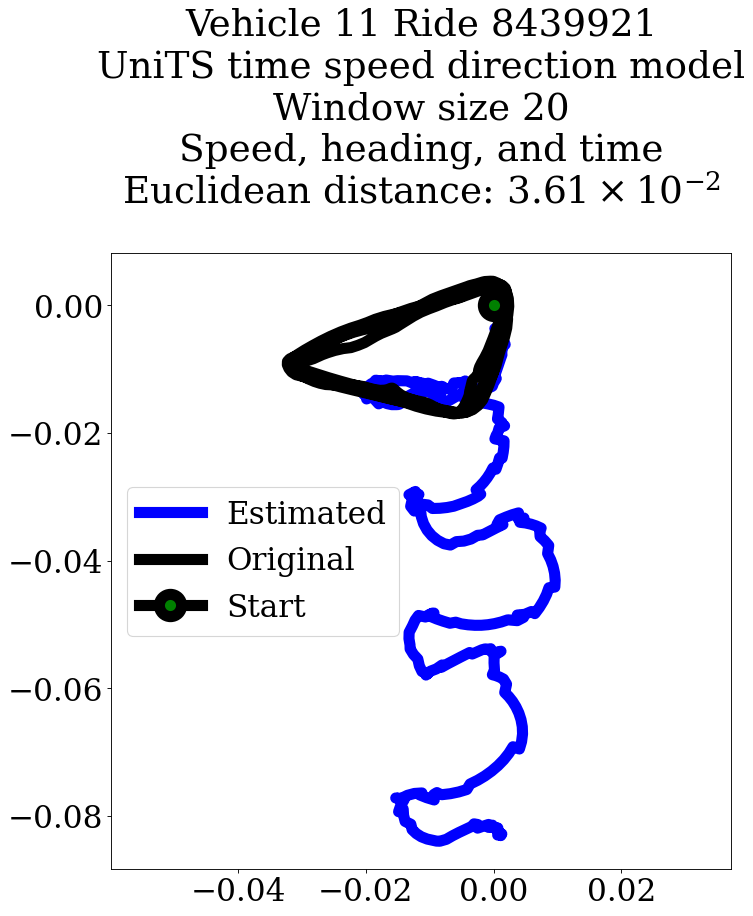 Vehicle 11 Ride 8439921
UniTS time speed direction model
Window size 20
Speed, heading, and time
Euclidean distance: 3.61 × 10⁻²
0.00
−0.02
−0.04
−0.06
−0.08
Estimated
Original
Start
−0.04 −0.02 0.00 0.02